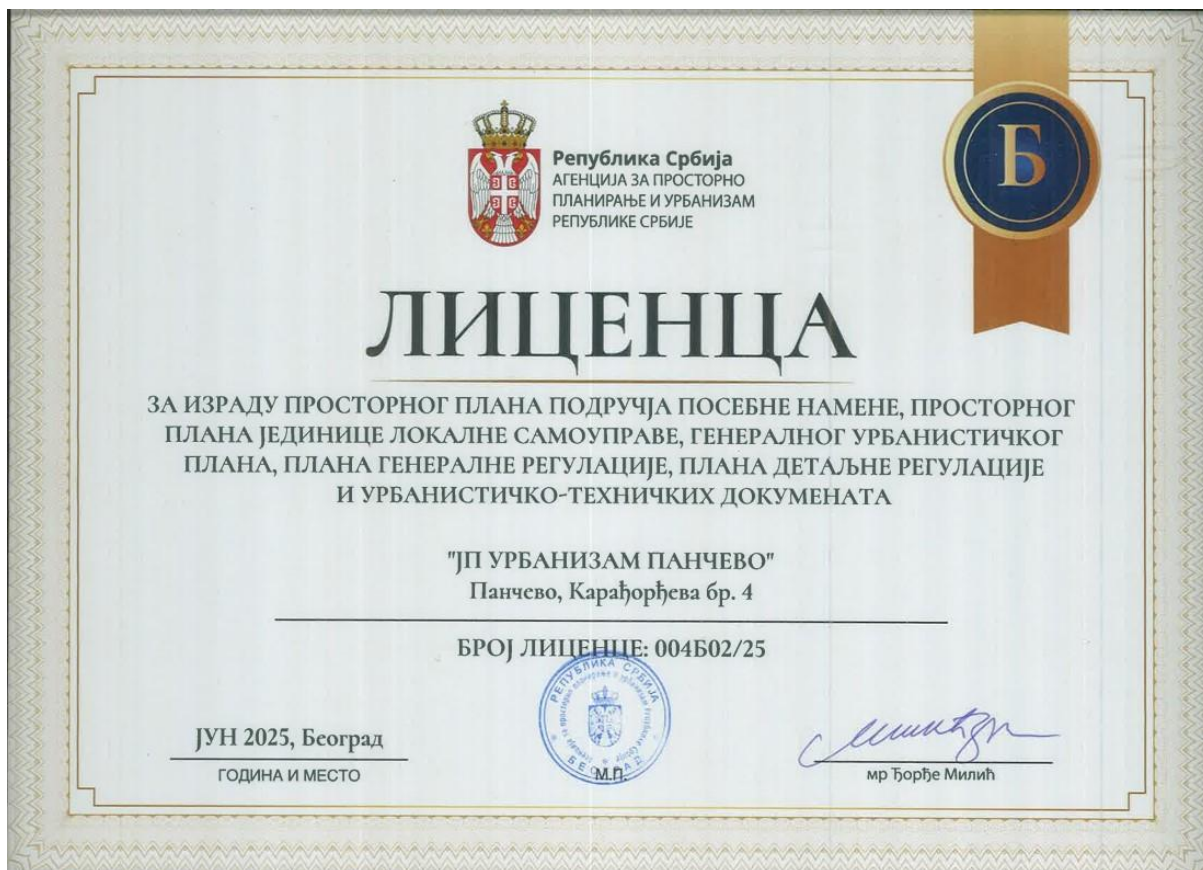 Б
Република Србија
АГЕНЦИЈА ЗА ПРОСТОРНО
ПЛАНИРАЊЕ И УРБАНИЗАМ
РЕПУБЛИКЕ СРБИЈЕ
ЛИЦЕНЦА
ЗА ИЗРАДУ ПРОСТОРНОГ ПЛАНА ПОДРУЧЈА ПОСЕБНЕ НАМЕНЕ, ПРОСТОРНОГ
ПЛАНА ЈЕДИНИЦЕ ЛОКАЛНЕ САМОУПРАВЕ, ГЕНЕРАЛНОГ УРБАНИСТИЧКОГ
ПЛАНА, ПЛАНА ГЕНЕРАЛНЕ РЕГУЛАЦИЈЕ, ПЛАНА ДЕТАЉНЕ РЕГУЛАЦИЈЕ
И УРБАНИСТИЧКО-ТЕХНИЧКИХ ДОКУМЕНАТА
"ЈП УРБАНИЗАМ ПАНЧЕВО"
Панчево, Карађорђева бр. 4
БРОЈ ЛИЦЕНЦЕ: 004Б02/25
РЕПУБЛИКА СРБИЈА
БЕОГРАД
М.П.
ЈУН 2025, Београд
ГОДИНА И МЕСТО
мр Ђорђе Милић